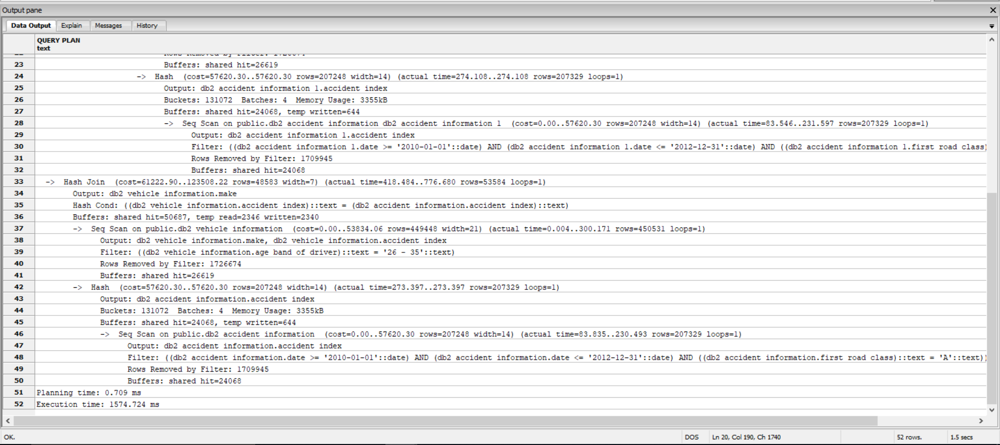 Output pane
Data Output Explain Messages History
QUERY PLAN
text
23 Buffers: shared hit=26619
24 -> Hash (cost=57620.30..57620.30 rows=207248 width=14) (actual time=274.108..274.108 rows=207329 loops=1)
25 Output: db2 accident information 1.accident index
26 Buckets: 131072 Batches: 4 Memory Usage: 3355kB
27 Buffers: shared hit=24068, temp written=644
28 -> Seq Scan on public.db2 accident information db2 accident information 1 (cost=0.00..57620.30 rows=207248 width=14) (actual time=83.546..231.597 rows=207329 loops=1)
29 Output: db2 accident information 1.accident index
30 Filter: ((db2 accident information 1.date >= '2010-01-01'::date) AND (db2 accident information 1.date <= '2012-12-31'::date) AND ((db2 accident information 1.first road class)
31 Rows Removed by Filter: 1709945
32 Buffers: shared hit=24068
33 -> Hash Join (cost=61222.90..123508.22 rows=48583 width=7) (actual time=418.484..776.680 rows=53584 loops=1)
34 Output: db2 vehicle information.make
35 Hash Cond: ((db2 vehicle information.accident index)::text = (db2 accident information.accident index)::text)
36 Buffers: shared hit=50687, temp read=2346 written=2340
37 -> Seq Scan on public.db2 vehicle information (cost=0.00..53834.06 rows=449448 width=21) (actual time=0.004..300.171 rows=450531 loops=1)
38 Output: db2 vehicle information.make, db2 vehicle information.accident index
39 Filter: ((db2 vehicle information.age band of driver)::text = '26 - 35'::text)
40 Rows Removed by Filter: 1726674
41 Buffers: shared hit=26619
42 -> Hash (cost=57620.30..57620.30 rows=207248 width=14) (actual time=273.397..273.397 rows=207329 loops=1)
43 Output: db2 accident information.accident index
44 Buckets: 131072 Batches: 4 Memory Usage: 3355kB
45 Buffers: shared hit=24068, temp written=644
46 -> Seq Scan on public.db2 accident information (cost=0.00..57620.30 rows=207248 width=14) (actual time=83.835..230.493 rows=207329 loops=1)
47 Output: db2 accident information.accident index
48 Filter: ((db2 accident information.date >= '2010-01-01'::date) AND (db2 accident information.date <= '2012-12-31'::date) AND ((db2 accident information.first road class)::text = 'A'::text))
49 Rows Removed by Filter: 1709945
50 Buffers: shared hit=24068
51 Planning time: 0.709 ms
52 Execution time: 1574.724 ms
OK. DOS Ln 20, Col 190, Ch 1740 52 rows. 1.5 secs